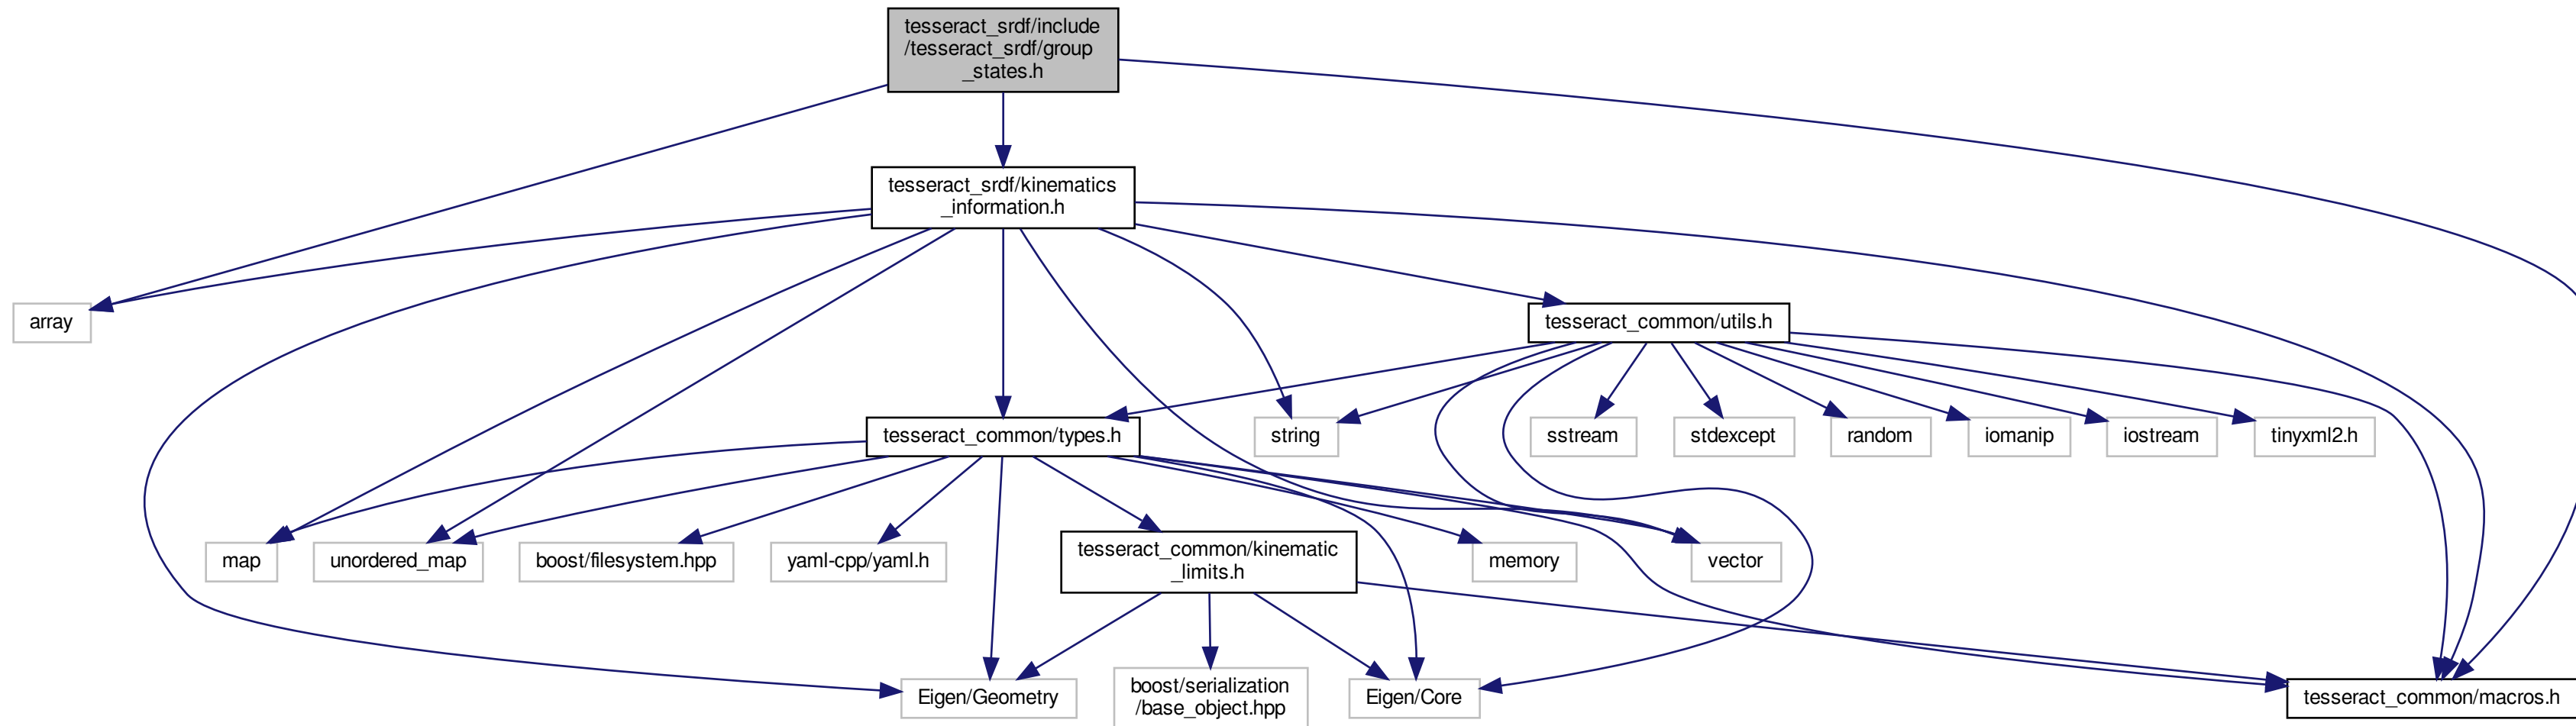 tesseract_srdf/include
/tesseract_srdf/group
_states.h
tesseract_srdf/kinematics
_information.h
array
tesseract_common/utils.h
tesseract_common/types.h
string
sstream
stdexcept
random
iomanip
iostream
tinyxml2.h
map
unordered_map
boost/filesystem.hpp
yaml-cpp/yaml.h
tesseract_common/kinematic
_limits.h
memory
vector
Eigen/Geometry
boost/serialization
/base_object.hpp
Eigen/Core
tesseract_common/macros.h